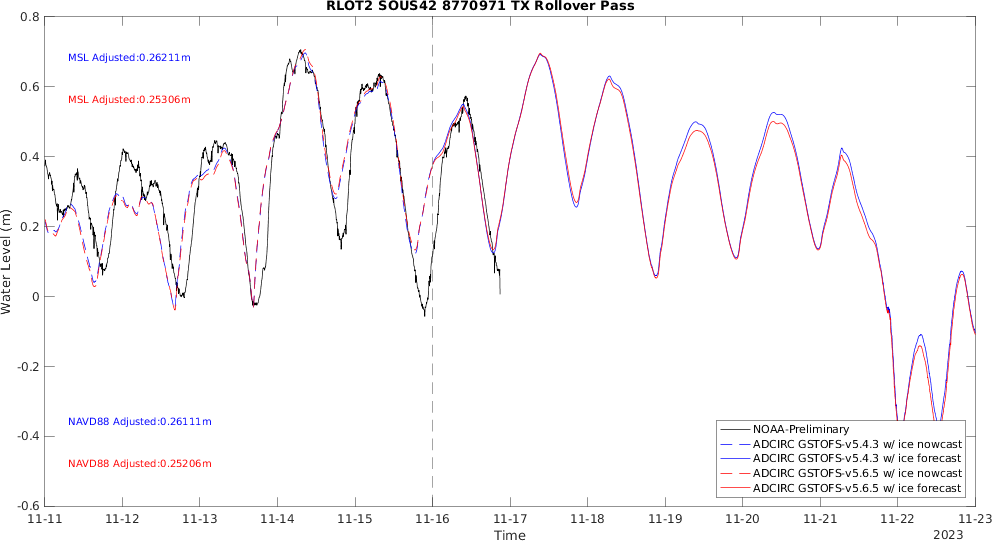 RLOT2 SOUS42 8770971 TX Rollover Pass
0.8
MSL Adjusted:0.26211m
0.6
MSL Adjusted:0.25306m
0.4
0.2
0
-0.2
NAVD88 Adjusted:0.26111m
-0.4
NAVD88 Adjusted:0.25206m
-0.6
Water Level (m)
NOAA-Preliminary
ADCIRC GSTOFS-v5.4.3 w/ ice nowcast
ADCIRC GSTOFS-v5.4.3 w/ ice forecast
ADCIRC GSTOFS-v5.6.5 w/ ice nowcast
ADCIRC GSTOFS-v5.6.5 w/ ice forecast
11-11 11-12 11-13 11-14 11-15 11-16 11-17 11-18 11-19 11-20 11-21 11-22 11-23
Time
2023